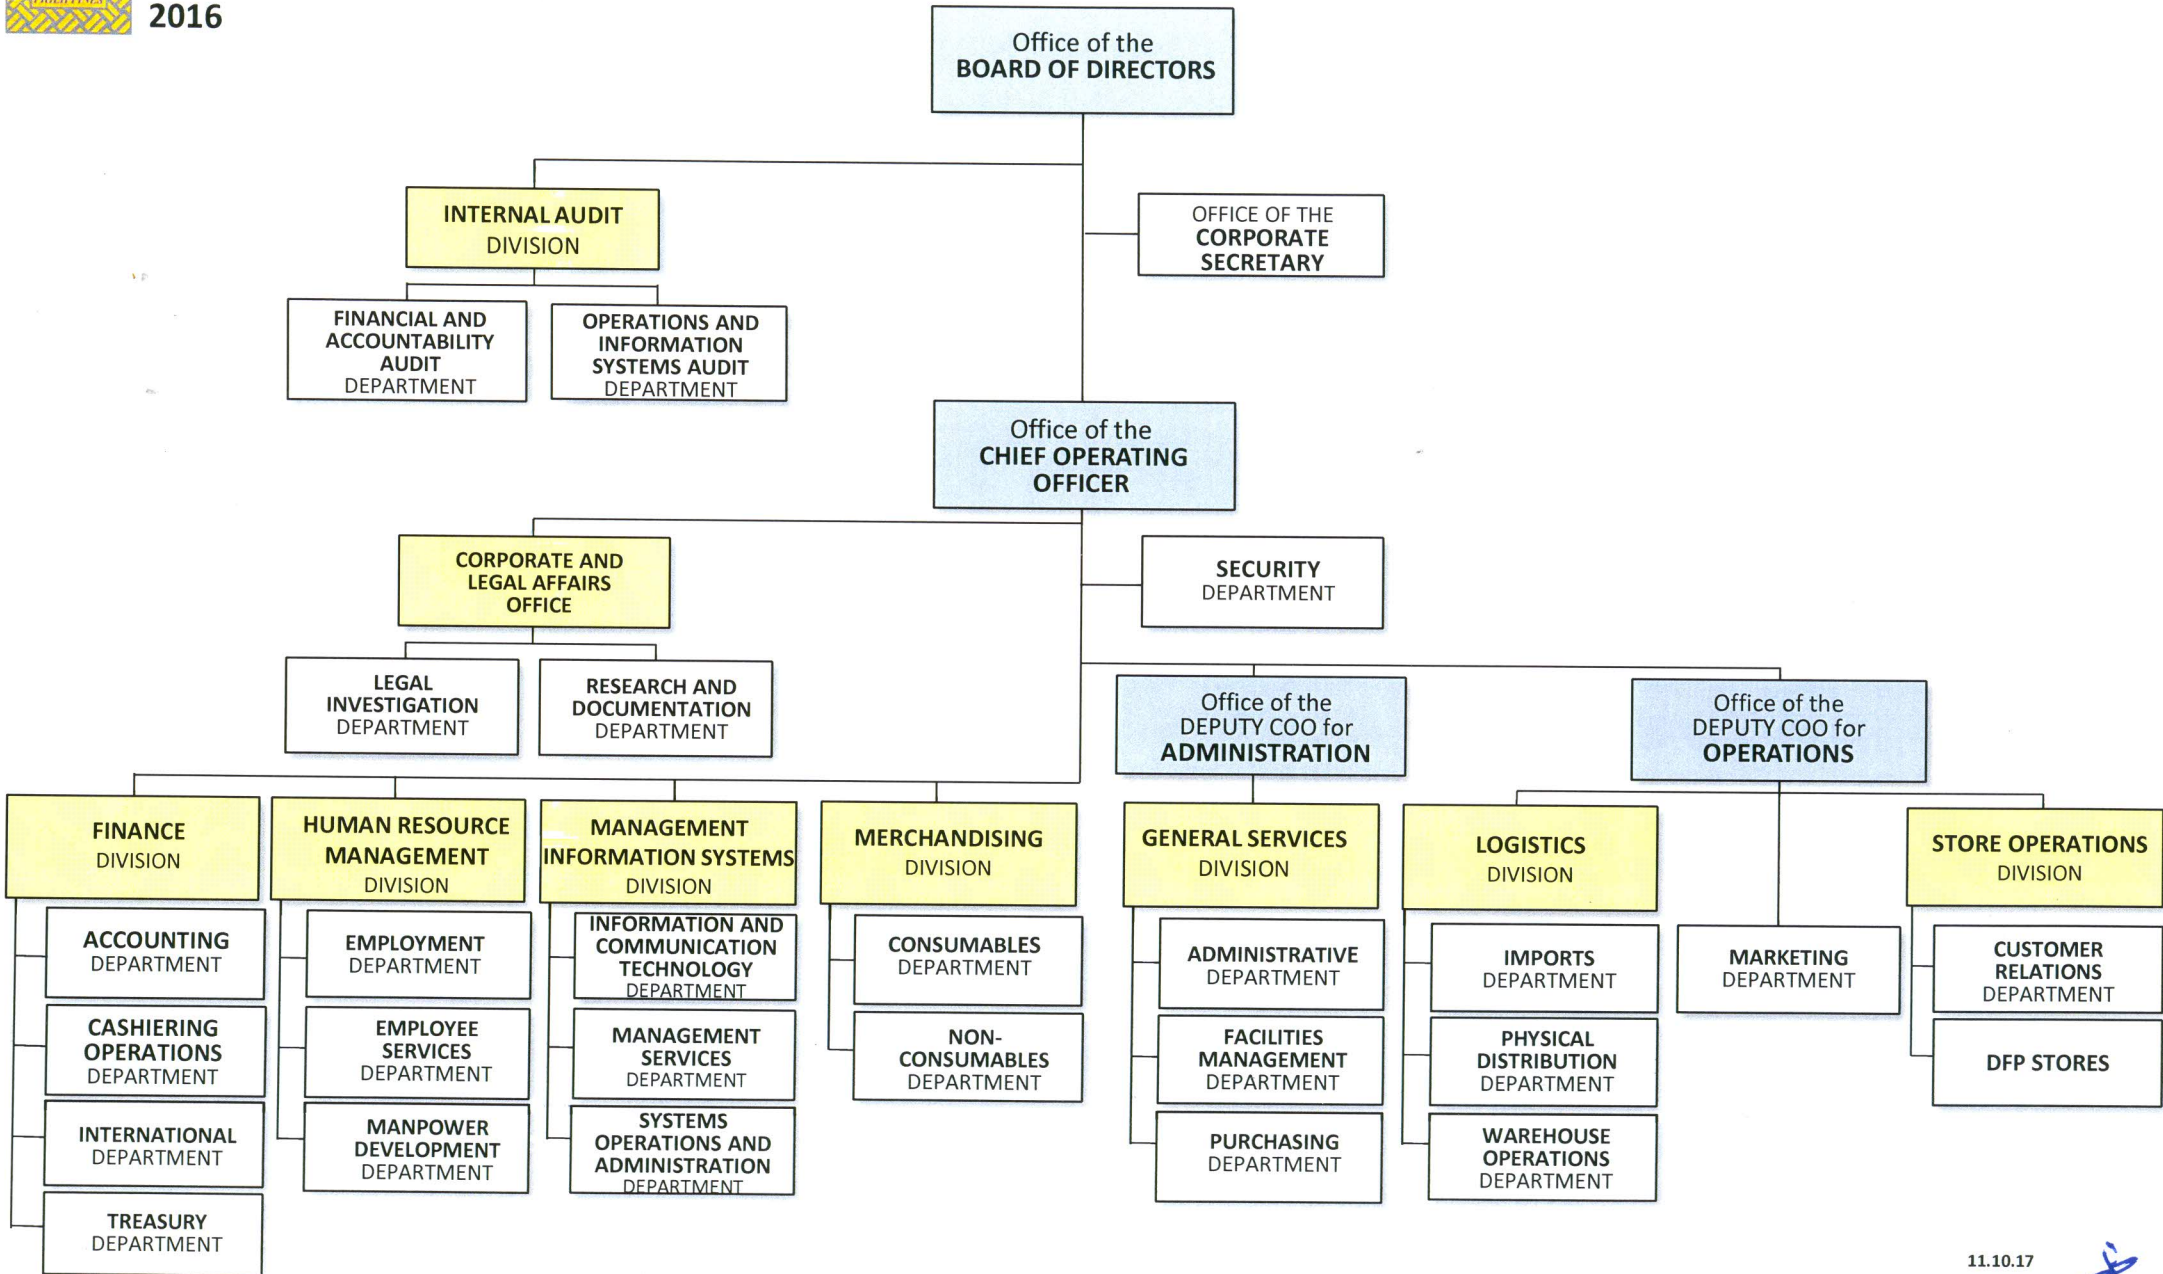 PHILIPPINES
2016
Office of the
BOARD OF DIRECTORS
INTERNAL AUDIT
DIVISION
OFFICE OF THE
CORPORATE
SECRETARY
FINANCIAL AND
ACCOUNTABILITY
AUDIT
DEPARTMENT
OPERATIONS AND
INFORMATION
SYSTEMS AUDIT
DEPARTMENT
Office of the
CHIEF OPERATING
OFFICER
CORPORATE AND
LEGAL AFFAIRS
OFFICE
SECURITY
DEPARTMENT
LEGAL
INVESTIGATION
DEPARTMENT
RESEARCH AND
DOCUMENTATION
DEPARTMENT
Office of the
DEPUTY COO for
ADMINISTRATION
Office of the
DEPUTY COO for
OPERATIONS
FINANCE
DIVISION
HUMAN RESOURCE
MANAGEMENT
DIVISION
MANAGEMENT
INFORMATION SYSTEMS
DIVISION
MERCHANDISING
DIVISION
GENERAL SERVICES
DIVISION
LOGISTICS
DIVISION
STORE OPERATIONS
DIVISION
ACCOUNTING
DEPARTMENT
EMPLOYMENT
DEPARTMENT
INFORMATION AND
COMMUNICATION
TECHNOLOGY
DEPARTMENT
CONSUMABLES
DEPARTMENT
ADMINISTRATIVE
DEPARTMENT
IMPORTS
DEPARTMENT
MARKETING
DEPARTMENT
CUSTOMER
RELATIONS
DEPARTMENT
CASHIERING
OPERATIONS
DEPARTMENT
EMPLOYEE
SERVICES
DEPARTMENT
MANAGEMENT
SERVICES
DEPARTMENT
NON-
CONSUMABLES
DEPARTMENT
FACILITIES
MANAGEMENT
DEPARTMENT
PHYSICAL
DISTRIBUTION
DEPARTMENT
DFP STORES
INTERNATIONAL
DEPARTMENT
MANPOWER
DEVELOPMENT
DEPARTMENT
SYSTEMS
OPERATIONS AND
ADMINISTRATION
DEPARTMENT
PURCHASING
DEPARTMENT
WAREHOUSE
OPERATIONS
DEPARTMENT
TREASURY
DEPARTMENT
11.10.17